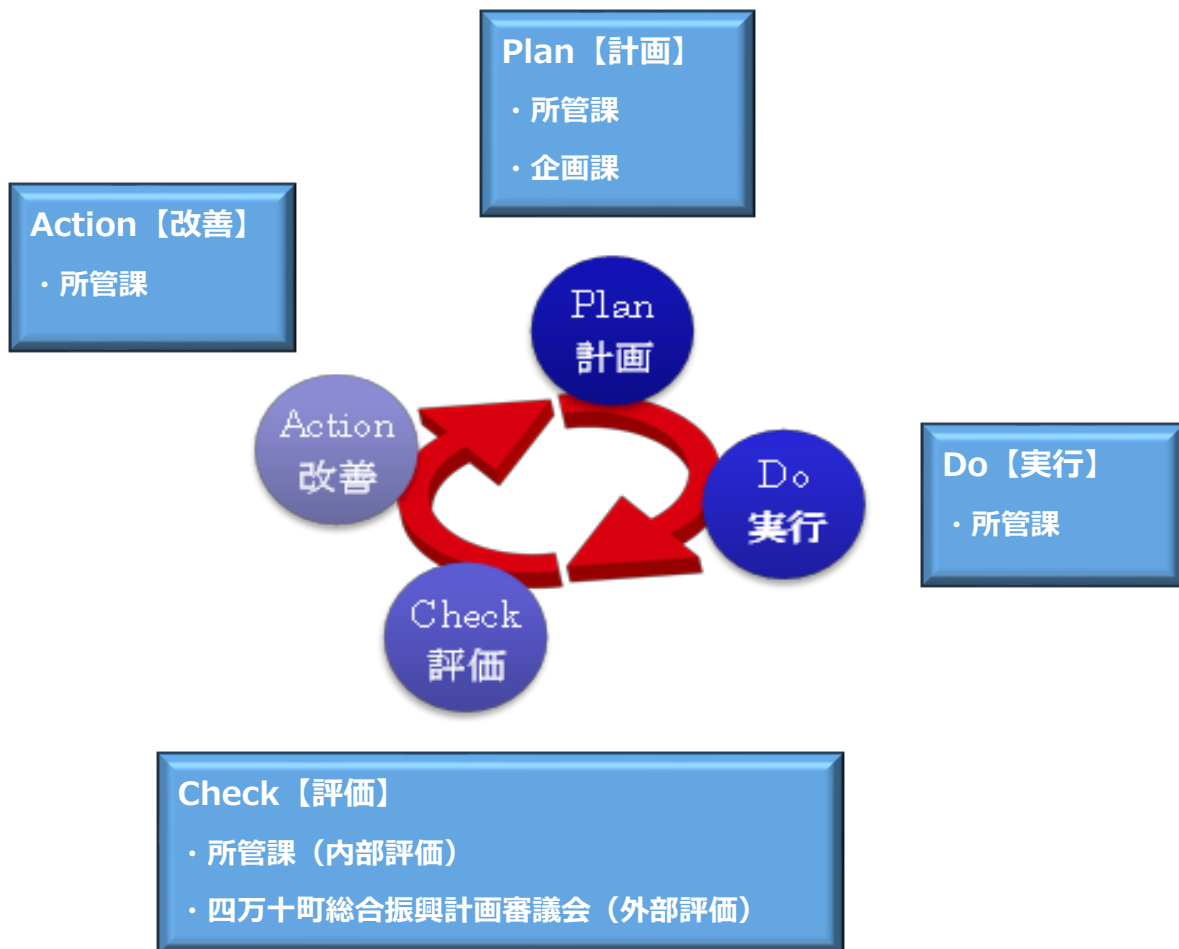 Plan【計画】
・所管課
・企画課
Action【改善】
・所管課
Plan
計画
Action
改善
Do
実行
Do【実行】
・所管課
Check
評価
Check【評価】
・所管課（内部評価）
・四万十町総合振興計画審議会（外部評価）